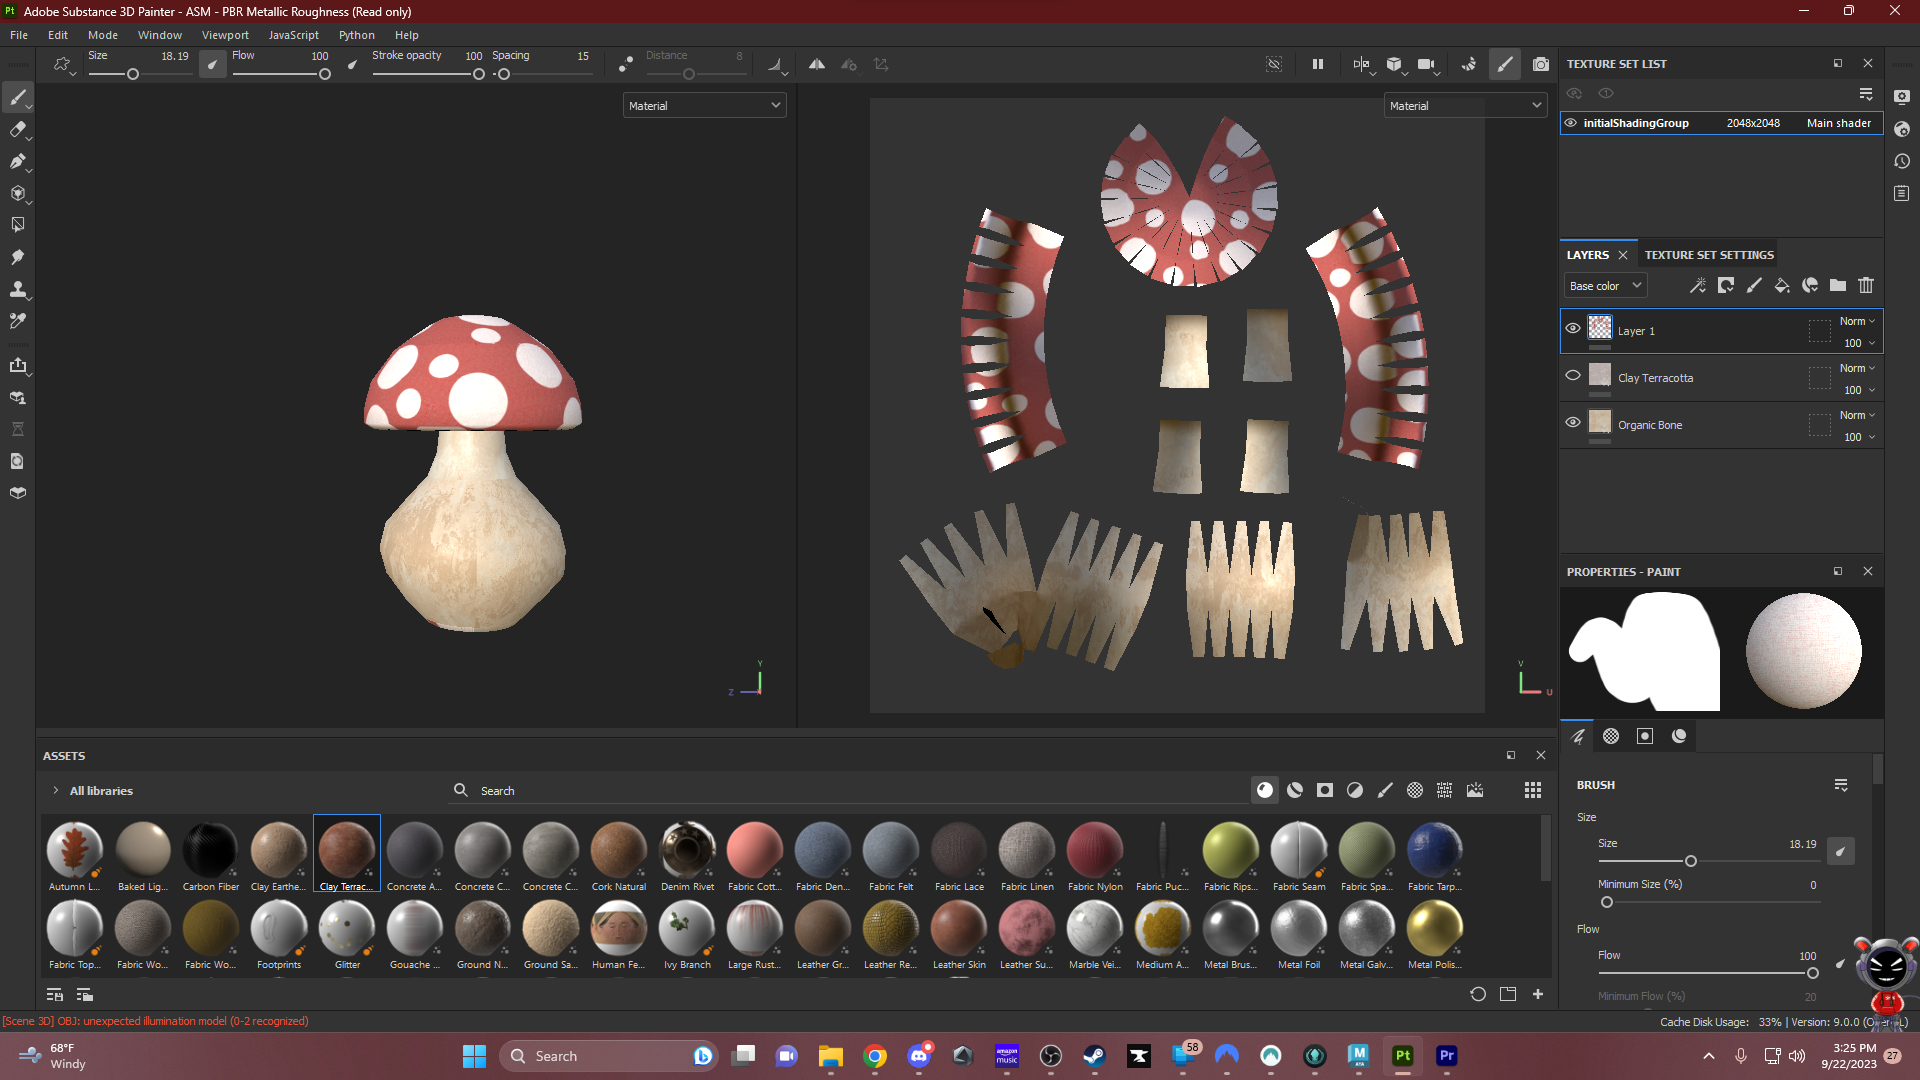 Pt Adobe Substance 3D Painter - ASM - PBR Metallic Roughness (Read only)
File Edit Mode Window Viewport JavaScript Python Help
Size 18.19 Flow 100 Stroke opacity 100 Spacing 15 Distance 8
Material
Material
TEXTURE SET LIST
initialShadingGroup 2048x2048 Main shader
LAYERS TEXTURE SET SETTINGS
Base color
Layer 1 Norm 100
Clay Terracotta Norm 100
Organic Bone Norm 100
Y
Z
V
U
PROPERTIES - PAINT
BRUSH
Size
Size 18.19
Minimum Size (%) 0
Flow
Flow 100
Minimum Flow (%) 20
ASSETS
All libraries Search
Autumn L... Baked Lig... Carbon Fiber Clay Earthe... Clay Terrac... Concrete A... Concrete C... Concrete C... Cork Natural Denim Rivet Fabric Cott... Fabric Den... Fabric Felt Fabric Lace Fabric Linen Fabric Nylon Fabric Puc... Fabric Rips... Fabric Seam Fabric Spa... Fabric Tarp...
Fabric Top... Fabric Wo... Fabric Wo... Footprints Glitter Gouache ... Ground N... Ground Sa... Human Fe... Ivy Branch Large Rust... Leather Gr... Leather Re... Leather Skin Leather Su... Marble Vei... Medium A... Metal Brus... Metal Foil Metal Galv... Metal Polis...
[Scene 3D] OBJ: unexpected illumination model (0-2 recognized)
Cache Disk Usage: 33% | Version: 9.0.0
68°F
Windy
Search
amazon music
58
M
Pt
Pr
3:25 PM
9/22/2023
27